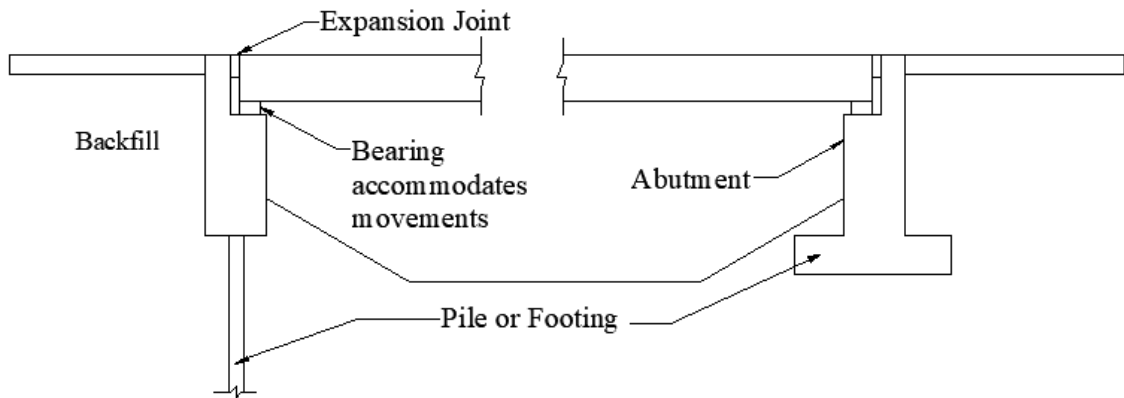 Expansion Joint
Backfill
Bearing
accommodates
movements
Abutment
Pile or Footing